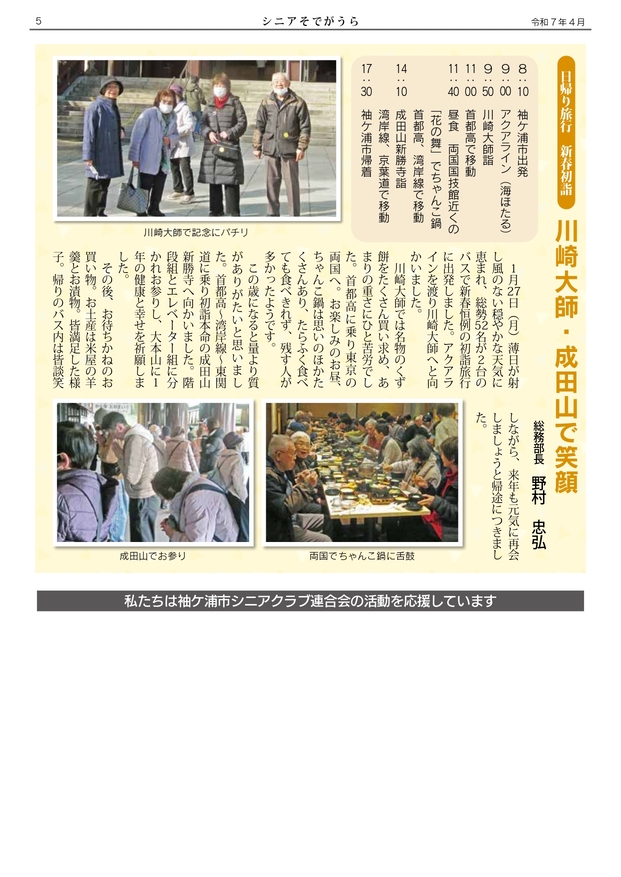 5
シニアそでがうら
令和7年4月
日帰り旅行　新春初詣
川崎大師・成田山で笑顔
総務部長　野村　忠弘
8：10　袖ケ浦市出発
9：00　アクアライン（海ほたる）
9：50　川崎大師詣
11：00　首都高で移動
11：40　昼食　両国国技館近くの
「花の舞」でちゃんこ鍋
首都高、湾岸線で移動
14：10　成田山新勝寺詣
湾岸線、京葉道で移動
17：30　袖ケ浦市帰着
川崎大師で記念にパチリ
1月27日（月）薄日が射
し風のない穏やかな天気に
恵まれ、総勢52名が2台の
バスで新春恒例の初詣旅行
に出発しました。アクアラ
インを渡り川崎大師へと向
かいました。
川崎大師では名物のくず
餅をたくさん買い求め、あ
まりの重さにひと苦労でし
た。首都高に乗り東京の
両国へ。お楽しみのお昼、
ちゃんこ鍋は思いのほかた
くさんあり、たらふく食べ
ても食べきれず、残す人が
多かったようです。
この歳になると量より質
がありがたいと思いまし
た。首都高～湾岸線～東関
道に乗り初詣本命の成田山
新勝寺へ向かいました。階
段組とエレベーター組に分
かれお参りし、大本山に1
年の健康と幸せを祈願しま
した。
その後、お待ちかねのお
買い物。お土産は米屋の羊
羹とお漬物。皆満足した様
子。帰りのバス内は皆談笑
しながら、来年も元気に再会
しましょうと帰途につきまし
た。
成田山でお参り
両国でちゃんこ鍋に舌鼓
私たちは袖ケ浦市シニアクラブ連合会の活動を応援しています